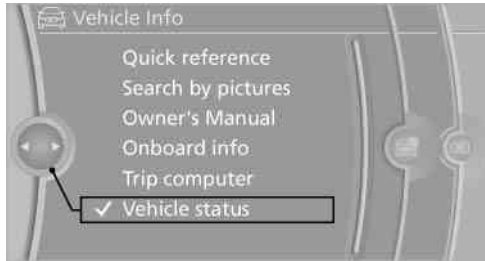 Vehicle Info
Quick reference
Search by pictures
Owner's Manual
Onboard info
Trip computer
Vehicle status